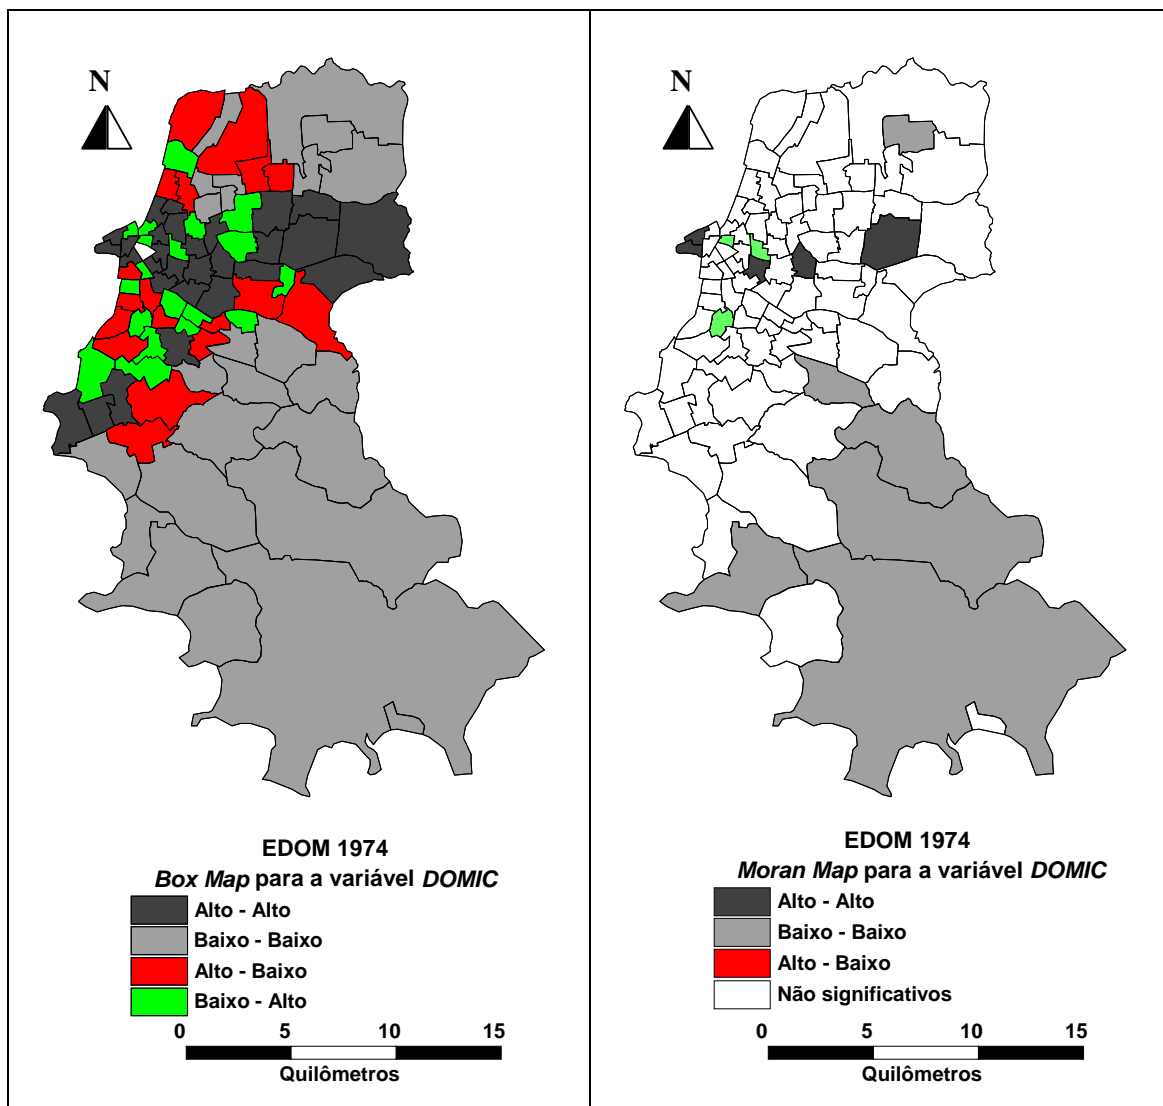 N
EDOM 1974
Box Map para a variável DOMIC
Alto - Alto
Baixo - Baixo
Alto - Baixo
Baixo - Alto
0 5 10 15
Quilômetros
N
EDOM 1974
Moran Map para a variável DOMIC
Alto - Alto
Baixo - Baixo
Alto - Baixo
Não significativos
0 5 10 15
Quilômetros